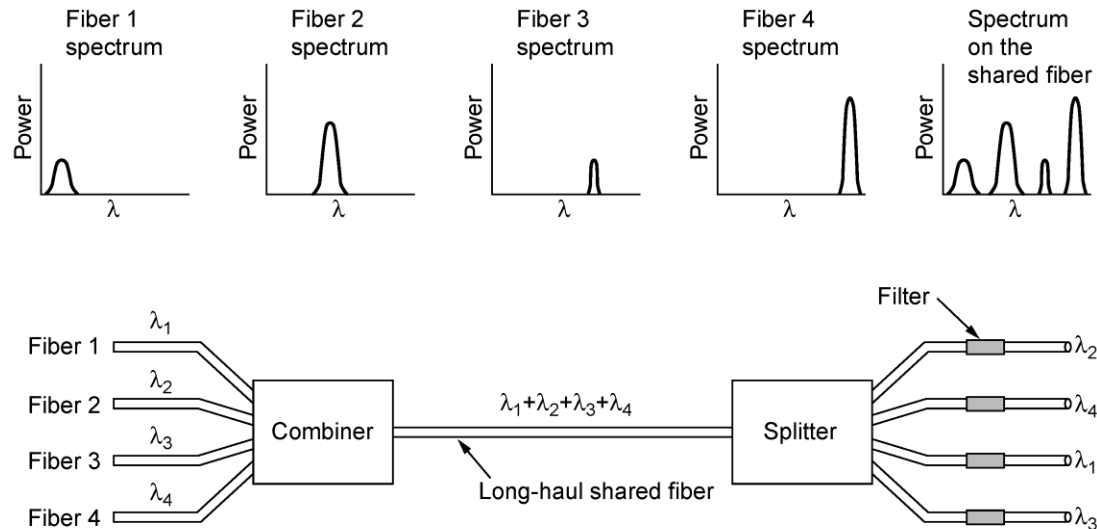 Fiber 1
spectrum
Fiber 2
spectrum
Fiber 3
spectrum
Fiber 4
spectrum
Spectrum
on the
shared fiber
Power
λ
Power
λ
Power
λ
Power
λ
Power
λ
Filter
Fiber 1
λ₁
λ₂
Fiber 2
λ₂
λ₄
Fiber 3
λ₃
λ₁
Fiber 4
λ₄
λ₃
Combiner
λ₁+λ₂+λ₃+λ₄
Splitter
Long-haul shared fiber